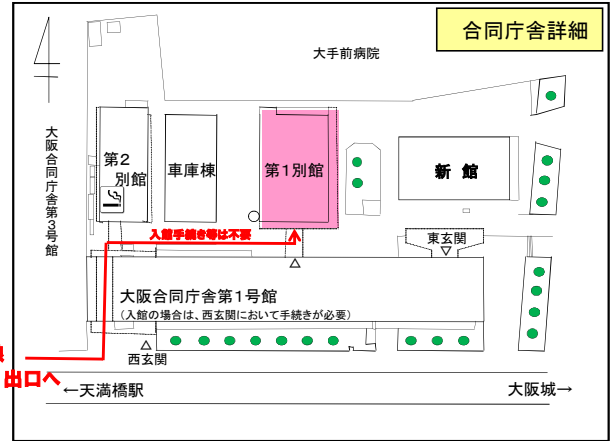 合同庁舎詳細
大手前病院
大阪合同庁舎第3号館
第2
別館
車庫棟
第1別館
新 館
入館手続き等は不要
東玄関
△
▽
大阪合同庁舎第1号館
（入館の場合は、西玄関において手続きが必要）
△
西玄関
出口へ
←天満橋駅
大阪城→